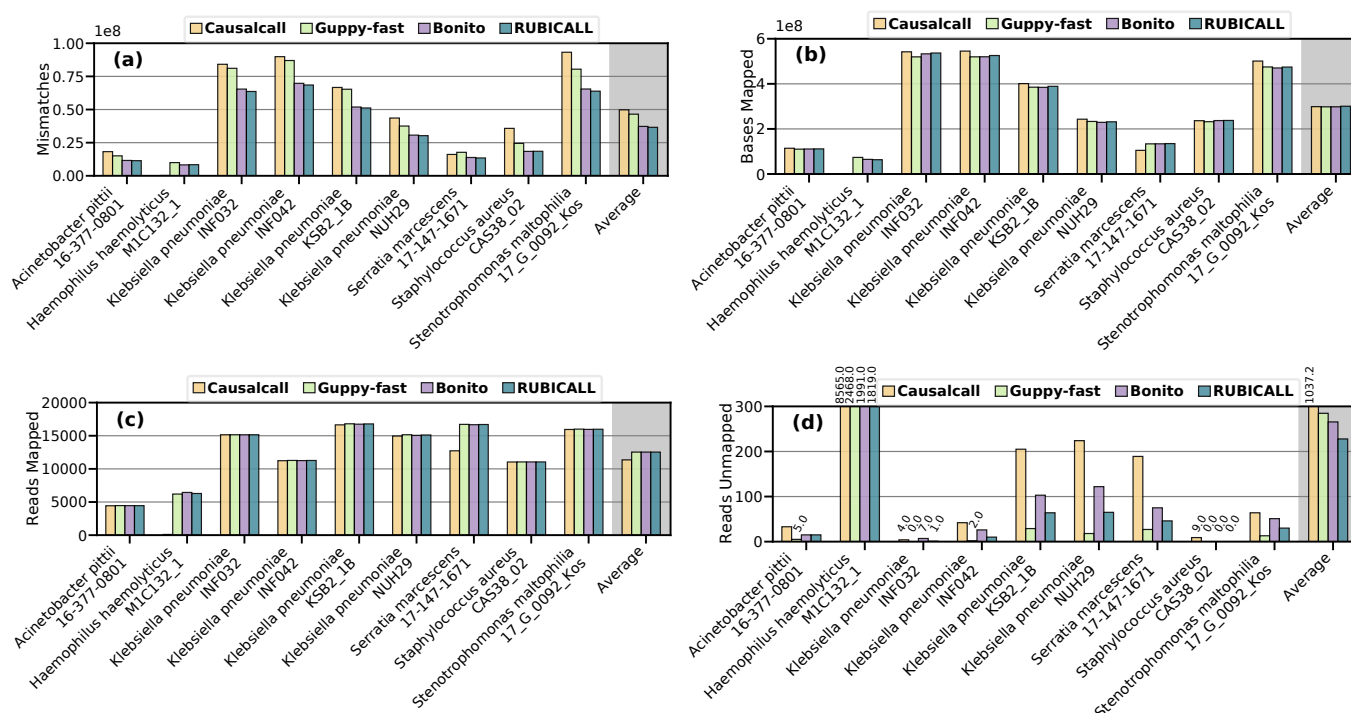 Causalcall Guppy-fast Bonito RUBICALL
(a)
Mismatches
1e8
1.00
0.75
0.50
0.25
0.00
Acinetobacter pittii
16-377-0801
Haemophilus haemolyticus
M1C132_1
Klebsiella pneumoniae
INF032
Klebsiella pneumoniae
INF042
Klebsiella pneumoniae
KSB2_1B
Klebsiella pneumoniae
NUH29
Serratia marcescens
17-147-1671
Staphylococcus aureus
CAS38_02
Stenotrophomonas maltophilia
17_G_0092_Kos
Average
Causalcall Guppy-fast Bonito RUBICALL
(b)
Bases Mapped
1e8
6
4
2
0
Acinetobacter pittii
16-377-0801
Haemophilus haemolyticus
M1C132_1
Klebsiella pneumoniae
INF032
Klebsiella pneumoniae
INF042
Klebsiella pneumoniae
KSB2_1B
Klebsiella pneumoniae
NUH29
Serratia marcescens
17-147-1671
Staphylococcus aureus
CAS38_02
Stenotrophomonas maltophilia
17_G_0092_Kos
Average
Causalcall Guppy-fast Bonito RUBICALL
(c)
Reads Mapped
20000
15000
10000
5000
0
Acinetobacter pittii
16-377-0801
Haemophilus haemolyticus
M1C132_1
Klebsiella pneumoniae
INF032
Klebsiella pneumoniae
INF042
Klebsiella pneumoniae
KSB2_1B
Klebsiella pneumoniae
NUH29
Serratia marcescens
17-147-1671
Staphylococcus aureus
CAS38_02
Stenotrophomonas maltophilia
17_G_0092_Kos
Average
Causalcall Guppy-fast Bonito RUBICALL
(d)
Reads Unmapped
300
200
100
0
5.0
8565.0
2468.0
1991.0
1819.0
4.0
0.0
7.0
1.0
2.0
9.0
0.0
0.0
0.0
1037.2
Acinetobacter pittii
16-377-0801
Haemophilus haemolyticus
M1C132_1
Klebsiella pneumoniae
INF032
Klebsiella pneumoniae
INF042
Klebsiella pneumoniae
KSB2_1B
Klebsiella pneumoniae
NUH29
Serratia marcescens
17-147-1671
Staphylococcus aureus
CAS38_02
Stenotrophomonas maltophilia
17_G_0092_Kos
Average